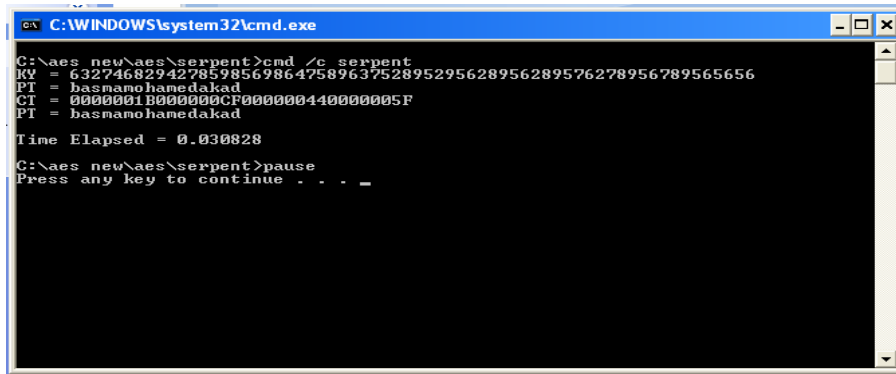 C:\WINDOWS\system32\cmd.exe
C:\aes new\aes\serpent>cmd /c serpent
KY = 6327468294278598569864758963752895295628956289576278956789565656
PT = basmamohamedakad
CT = 0000001B000000CF000000440000005F
PT = basmamohamedakad
Time Elapsed = 0.030828
C:\aes new\aes\serpent>pause
Press any key to continue . . . _